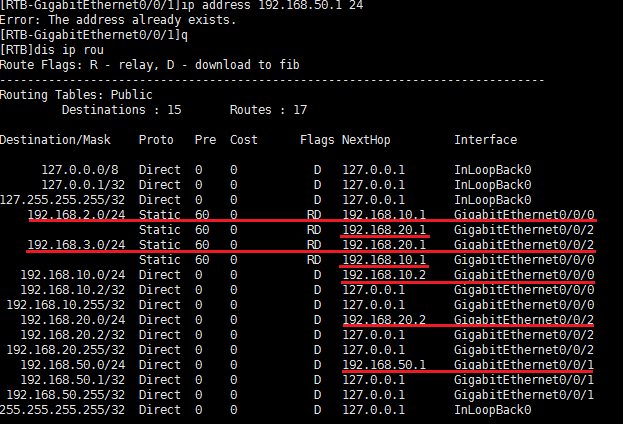 [RTB-GigabitEthernet0/0/1]ip address 192.168.50.1 24
Error: The address already exists.
[RTB-GigabitEthernet0/0/1]q
[RTB]dis ip rou
Route Flags: R - relay, D - download to fib
------------------------------------------------------------------------------
Routing Tables: Public
         Destinations : 15       Routes : 17
Destination/Mask    Proto   Pre  Cost      Flags NextHop         Interface
      127.0.0.0/8   Direct  0    0           D   127.0.0.1       InLoopBack0
      127.0.0.1/32  Direct  0    0           D   127.0.0.1       InLoopBack0
127.255.255.255/32  Direct  0    0           D   127.0.0.1       InLoopBack0
    192.168.2.0/24  Static  60   0          RD   192.168.10.1    GigabitEthernet0/0/0
                    Static  60   0          RD   192.168.20.1    GigabitEthernet0/0/2
    192.168.3.0/24  Static  60   0          RD   192.168.20.1    GigabitEthernet0/0/2
                    Static  60   0          RD   192.168.10.1    GigabitEthernet0/0/0
   192.168.10.0/24  Direct  0    0           D   192.168.10.2    GigabitEthernet0/0/0
   192.168.10.2/32  Direct  0    0           D   127.0.0.1       GigabitEthernet0/0/0
 192.168.10.255/32  Direct  0    0           D   127.0.0.1       GigabitEthernet0/0/0
   192.168.20.0/24  Direct  0    0           D   192.168.20.2    GigabitEthernet0/0/2
   192.168.20.2/32  Direct  0    0           D   127.0.0.1       GigabitEthernet0/0/2
 192.168.20.255/32  Direct  0    0           D   127.0.0.1       GigabitEthernet0/0/2
   192.168.50.0/24  Direct  0    0           D   192.168.50.1    GigabitEthernet0/0/1
   192.168.50.1/32  Direct  0    0           D   127.0.0.1       GigabitEthernet0/0/1
 192.168.50.255/32  Direct  0    0           D   127.0.0.1       GigabitEthernet0/0/1
255.255.255.255/32  Direct  0    0           D   127.0.0.1       InLoopBack0